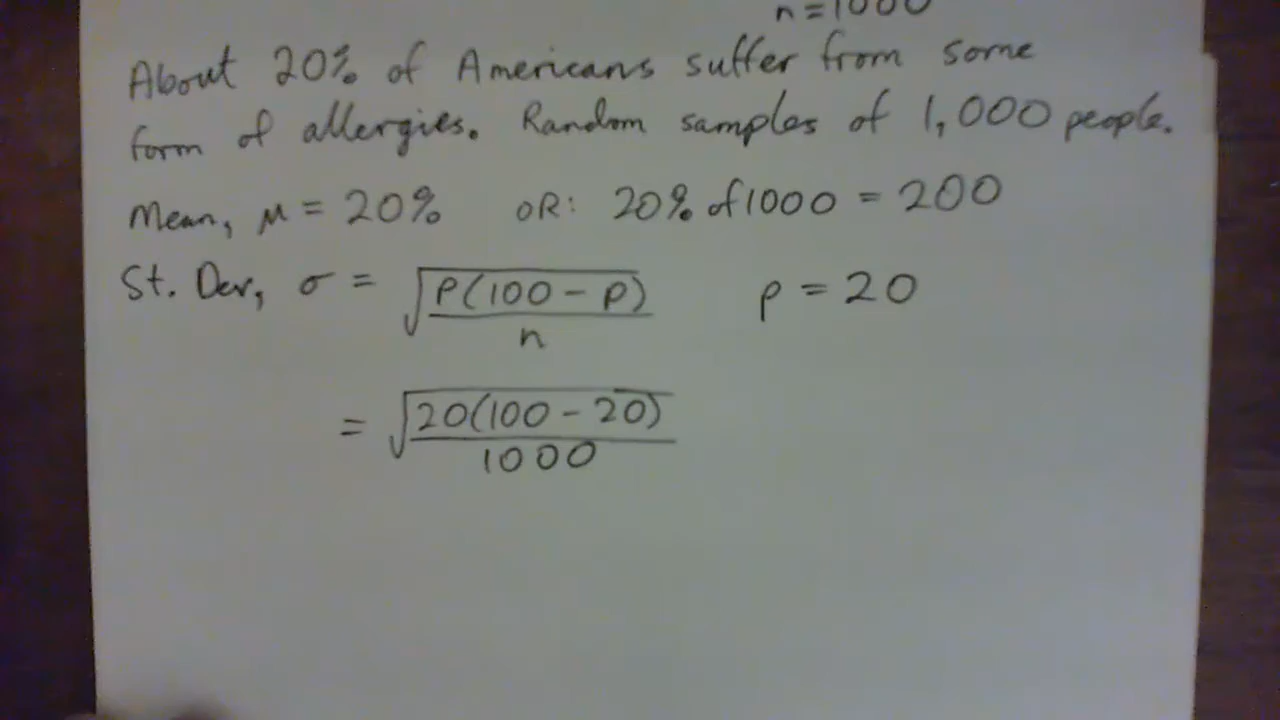 n = 1000
About 20% of Americans suffer from some
form of allergies. Random samples of 1,000 people.
Mean, μ = 20% OR: 20% of 1000 = 200
St. Dev, σ = √(P(100 - p)/n) p = 20
= √(20(100 - 20)/1000)